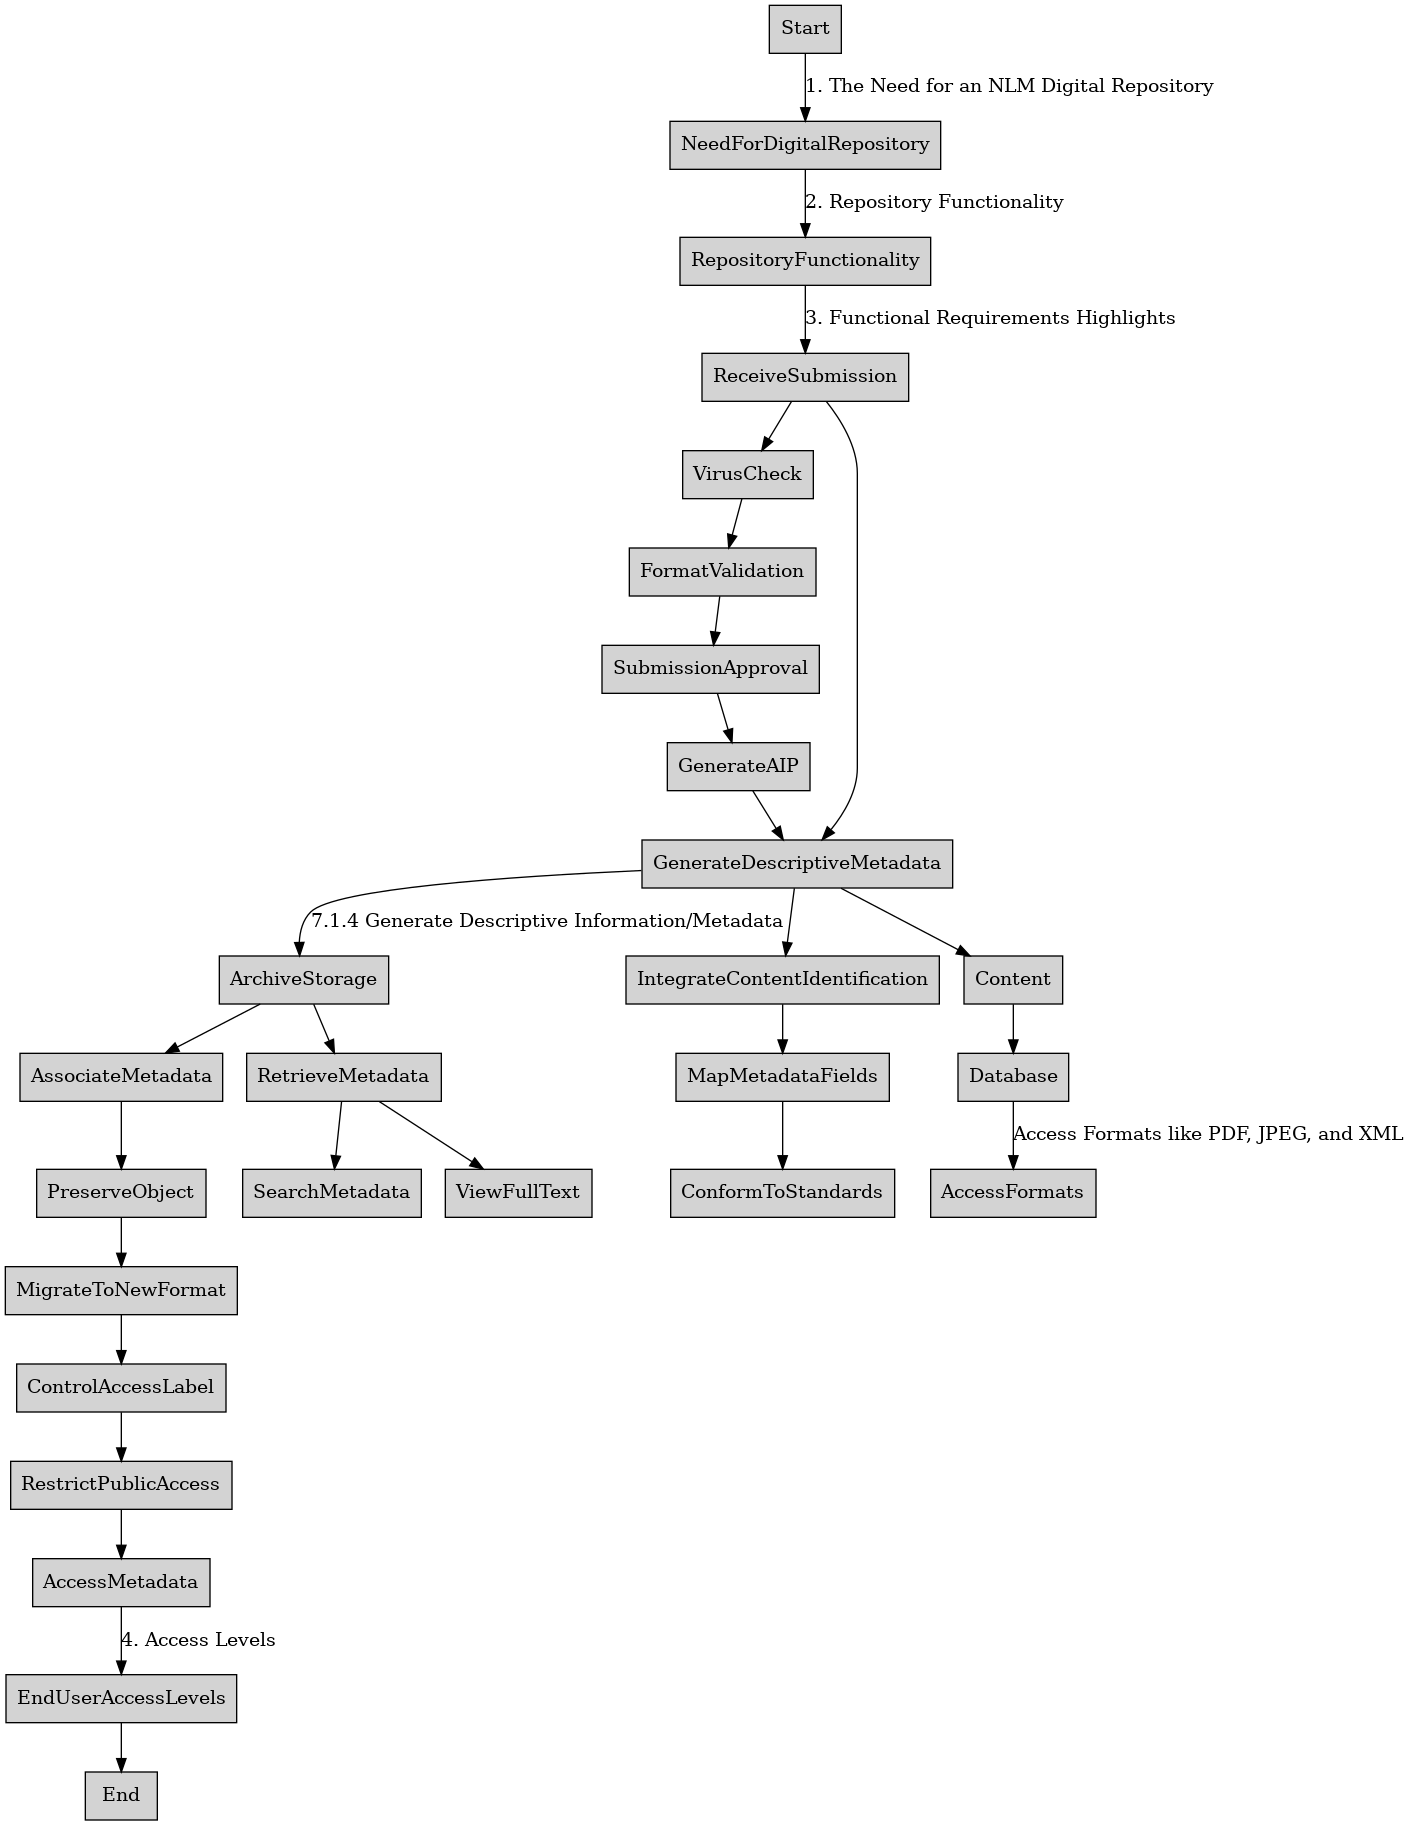 Start
1. The Need for an NLM Digital Repository
NeedForDigitalRepository
2. Repository Functionality
RepositoryFunctionality
3. Functional Requirements Highlights
ReceiveSubmission
VirusCheck
FormatValidation
SubmissionApproval
GenerateAIP
GenerateDescriptiveMetadata
7.1.4 Generate Descriptive Information/Metadata
ArchiveStorage
IntegrateContentIdentification
Content
AssociateMetadata
RetrieveMetadata
MapMetadataFields
Database
Access Formats like PDF, JPEG, and XML
PreserveObject
SearchMetadata
ViewFullText
ConformToStandards
AccessFormats
MigrateToNewFormat
ControlAccessLabel
RestrictPublicAccess
AccessMetadata
4. Access Levels
EndUserAccessLevels
End